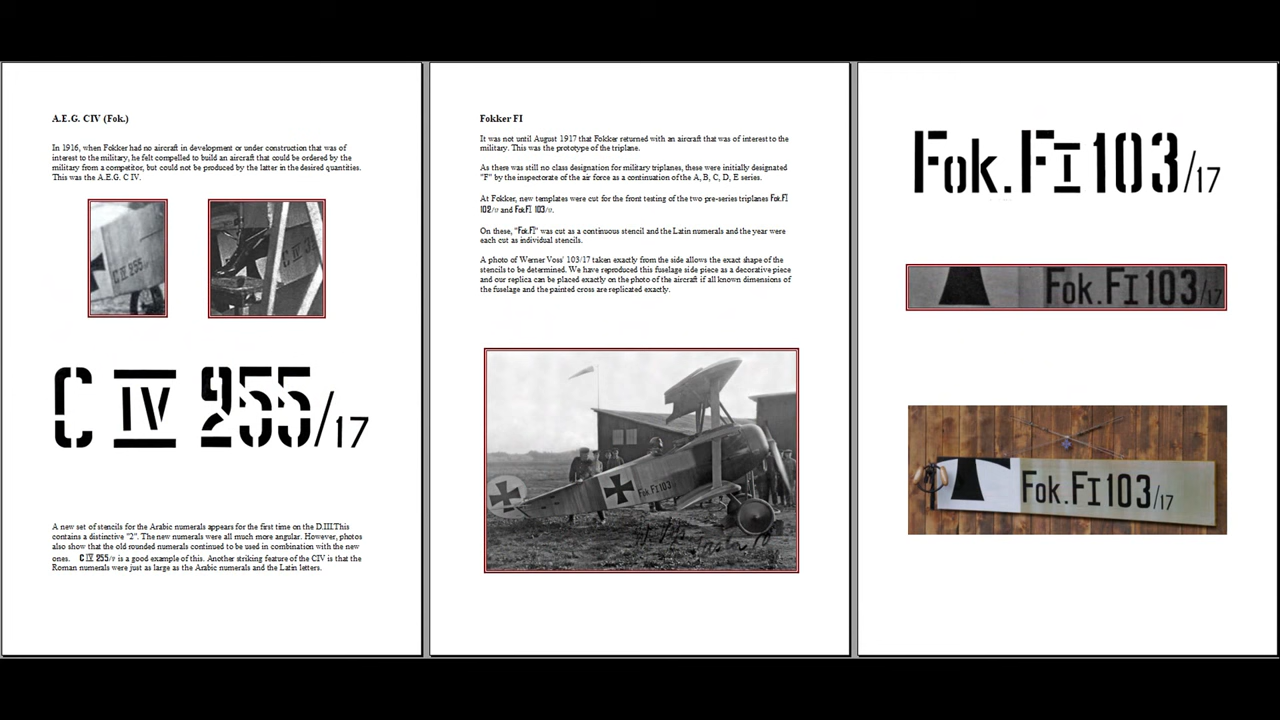 A.E.G. CIV (Fok.)
In 1916, when Fokker had no aircraft in development or under construction that was of
interest to the military, he felt compelled to build an aircraft that could be ordered by the
military from a competitor, but could not be produced by the latter in the desired quantities.
This was the A.E.G. C IV.
C IV 255/17
C IV 255/17
A new set of stencils for the Arabic numerals appears for the first time on the D.III.This
contains a distinctive "2". The new numerals were all much more angular. However, photos
also show that the old rounded numerals continued to be used in combination with the new
ones. C IV 255/17 is a good example of this. Another striking feature of the CIV is that the
Roman numerals were just as large as the Arabic numerals and the Latin letters.
Fokker FI
It was not until August 1917 that Fokker returned with an aircraft that was of interest to the
military. This was the prototype of the triplane.
As there was still no class designation for military triplanes, these were initially designated
"F" by the inspectorate of the air force as a continuation of the A, B, C, D, E series.
At Fokker, new templates were cut for the front testing of the two pre-series triplanes Fok.FI
102/17 and Fok.FI 103/17.
On these, "Fok.FI" was cut as a continuous stencil and the Latin numerals and the year were
each cut as individual stencils.
A photo of Werner Voss' 103/17 taken exactly from the side allows the exact shape of the
stencils to be determined. We have reproduced this fuselage side piece as a decorative piece
and our replica can be placed exactly on the photo of the aircraft if all known dimensions of
the fuselage and the painted cross are replicated exactly.
Fok.FI 103
Fok.FI 103/17
Fok.FI 103/17
Fok.FI 103/17